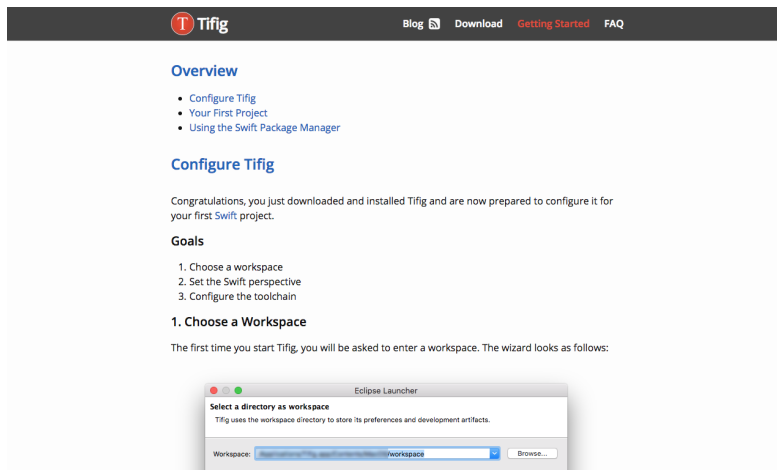 T Tifig
Blog Download Getting Started FAQ
Overview
Configure Tifig
Your First Project
Using the Swift Package Manager
Configure Tifig
Congratulations, you just downloaded and installed Tifig and are now prepared to configure it for
your first Swift project.
Goals
1. Choose a workspace
2. Set the Swift perspective
3. Configure the toolchain
1. Choose a Workspace
The first time you start Tifig, you will be asked to enter a workspace. The wizard looks as follows:
Eclipse Launcher
Select a directory as workspace
Tifig uses the workspace directory to store its preferences and development artifacts.
Workspace: /workspace Browse...